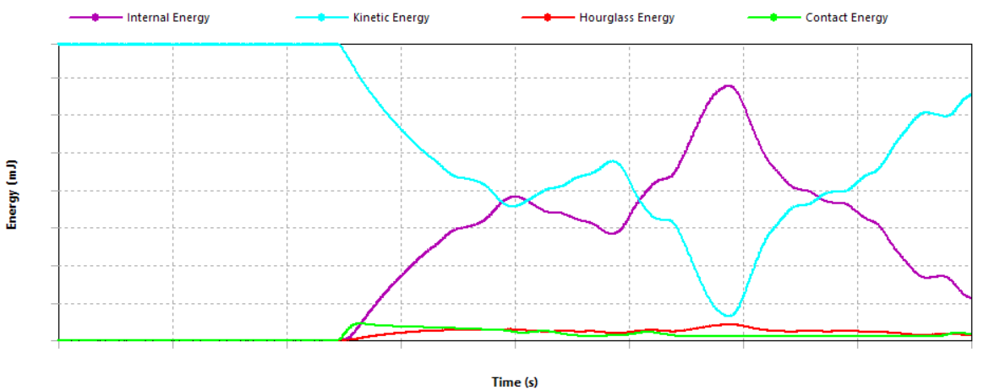 Internal Energy Kinetic Energy Hourglass Energy Contact Energy
Energy (mJ)
Time (s)